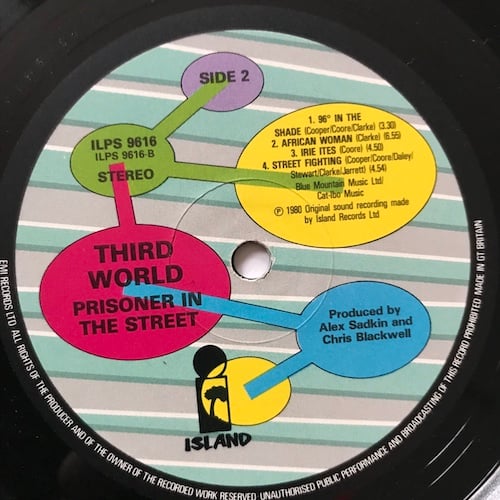 SIDE 2
ILPS 9616
ILPS 9616-B
STEREO
1. 96° IN THE
SHADE (Cooper/Coore/Clarke) (3.30)
2. AFRICAN WOMAN (Clarke) (6.55)
3. IRIE ITES (Coore) (4.50)
4. STREET FIGHTING (Cooper/Coore/Daley/
Stewart/Clarke/Jarrett) (4.54)
Blue Mountain Music Ltd/
Cat-Ibo Music
Ⓟ 1980 Original sound recording made
by Island Records Ltd
THIRD
WORLD
PRISONER IN
THE STREET
Produced by
Alex Sadkin and
Chris Blackwell
ISLAND
EMI RECORDS LTD. ALL RIGHTS OF THE PRODUCER AND OF THE OWNER OF THE RECORDED WORK RESERVED. UNAUTHORISED PUBLIC PERFORMANCE AND BROADCASTING OF THIS RECORD PROHIBITED MADE IN GT. BRITAIN